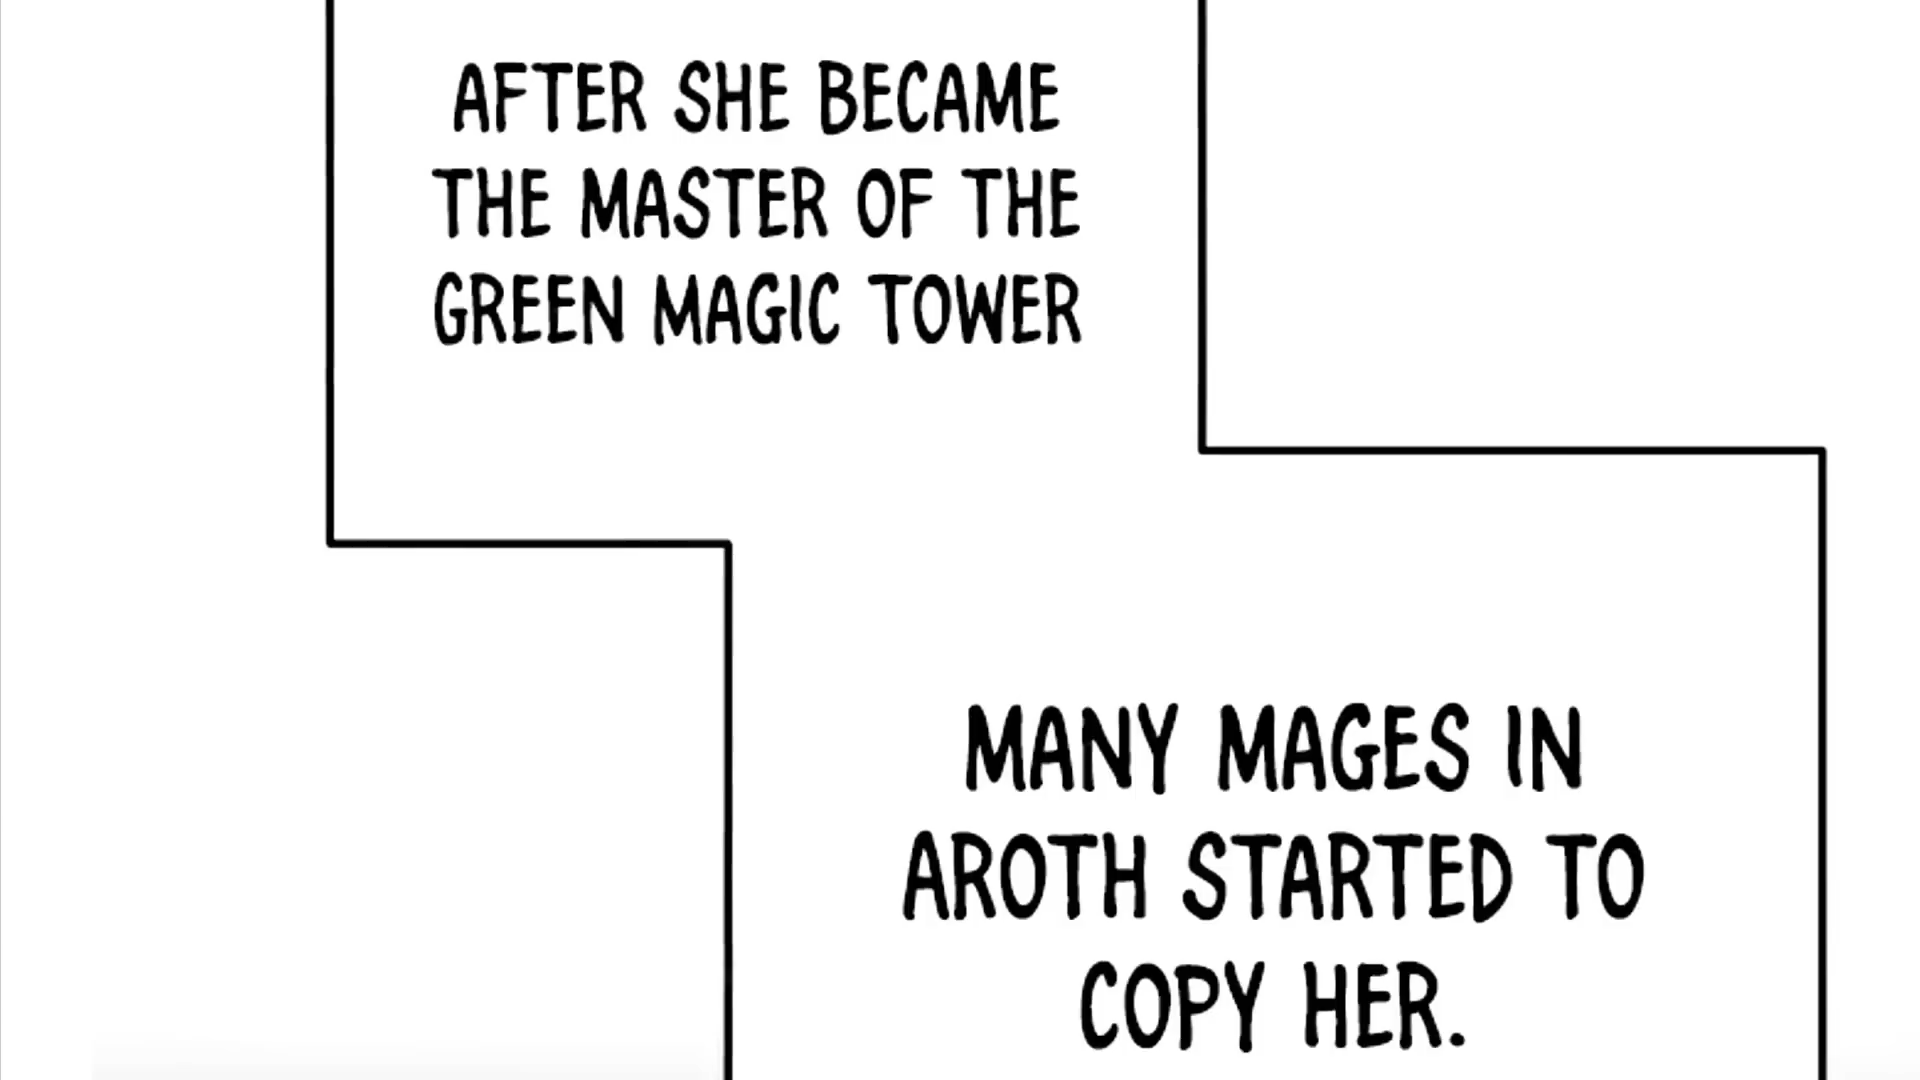 AFTER SHE BECAME
THE MASTER OF THE
GREEN MAGIC TOWER
MANY MAGES IN
AROTH STARTED TO
COPY HER.